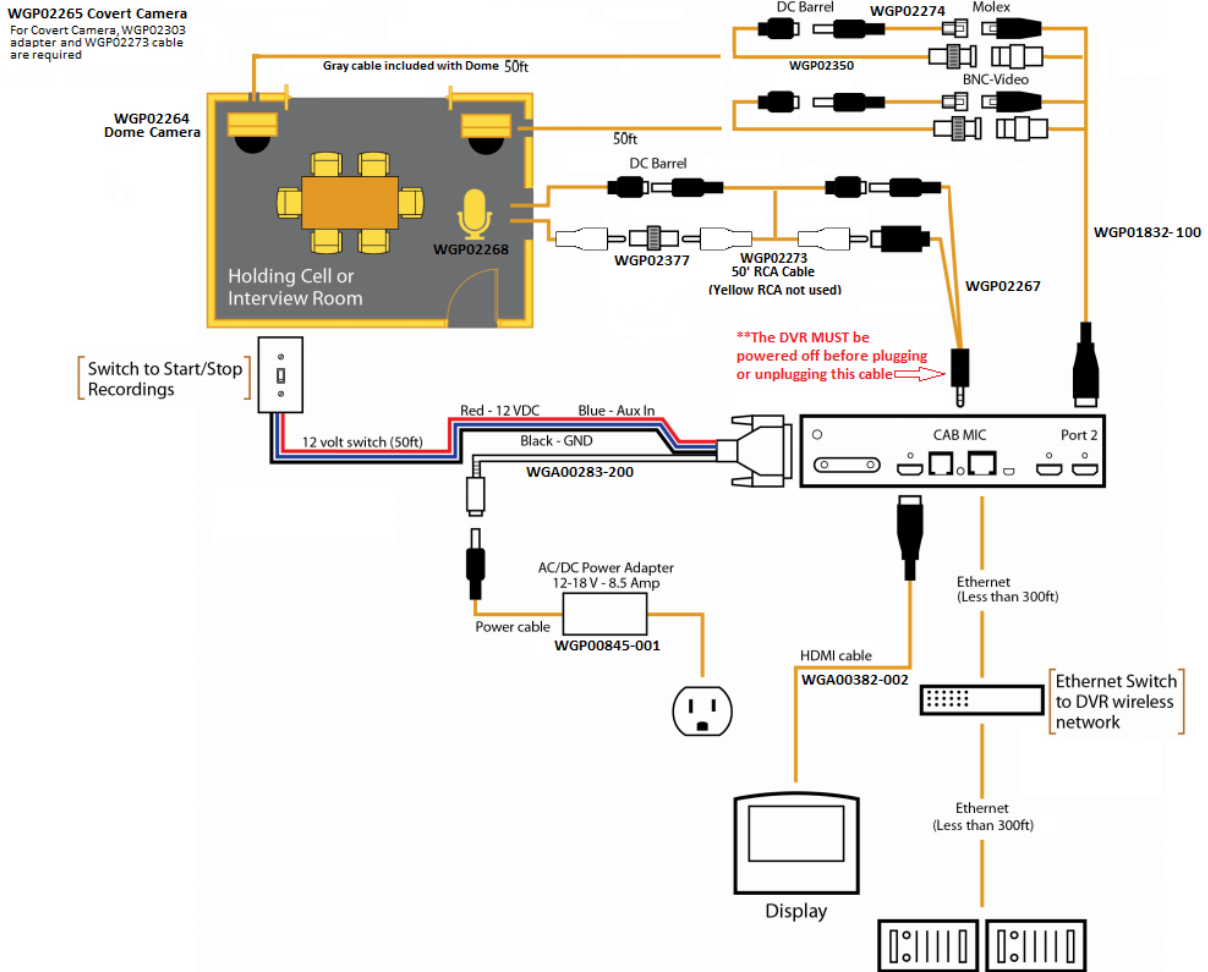 WGP02265 Covert Camera
For Covert Camera, WGP02303
adapter and WGP02273 cable
are required
DC Barrel
WGP02274
Molex
Gray cable included with Dome 50ft
WGP02350
BNC-Video
WGP02264
Dome Camera
50ft
DC Barrel
WGP02268
WGP02377
WGP02273
50' RCA Cable
(Yellow RCA not used)
WGP01832-100
WGP02267
Holding Cell or
Interview Room
**The DVR MUST be
powered off before plugging
or unplugging this cable
Switch to Start/Stop
Recordings
Red - 12 VDC
Blue - Aux In
12 volt switch (50ft)
Black - GND
WGA00283-200
CAB MIC
Port 2
AC/DC Power Adapter
12-18 V - 8.5 Amp
Power cable
WGP00845-001
Ethernet
(Less than 300ft)
HDMI cable
WGA00382-002
Ethernet Switch
to DVR wireless
network
Ethernet
(Less than 300ft)
Display